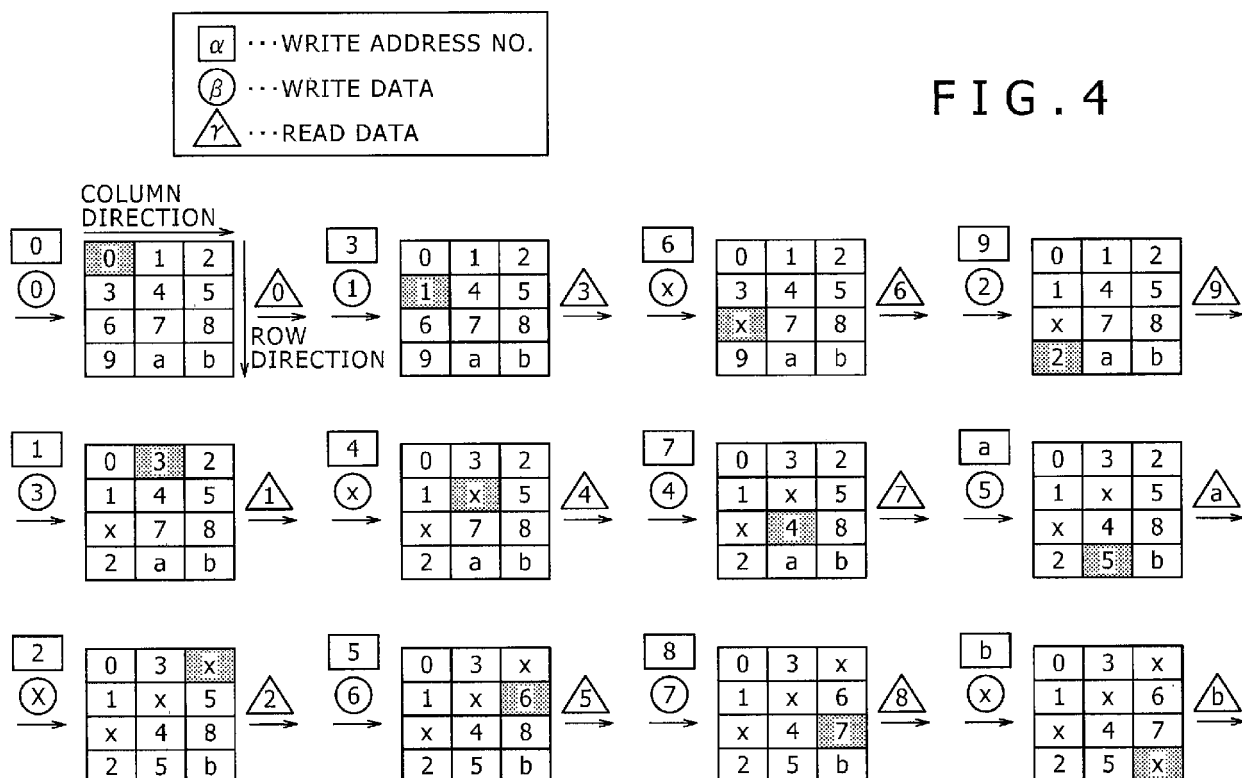 α ···WRITE ADDRESS NO.
β ···WRITE DATA
γ ···READ DATA
FIG.4
COLUMN
DIRECTION
0 3 6 9
0 1 2 0 1 2 0 1 2 0 1 2
0 3 4 5 0 1 1 4 5 3 x 3 4 5 6 2 1 4 5 9
6 7 8 6 7 8 x 7 8 x 7 8
ROW
DIRECTION
9 a b 9 a b 9 a b 2 a b
1 4 7 a
0 3 2 0 3 2 0 3 2 0 3 2
3 1 4 5 1 x 1 x 5 4 4 1 x 5 7 5 1 x 5 a
x 7 8 x 7 8 x 4 8 x 4 8
2 a b 2 a b 2 a b 2 5 b
2 5 8 b
0 3 x 0 3 x 0 3 x 0 3 x
x 1 x 5 2 6 1 x 6 5 7 1 x 6 8 x 1 x 6 b
x 4 8 x 4 8 x 4 7 x 4 7
2 5 b 2 5 b 2 5 b 2 5 x